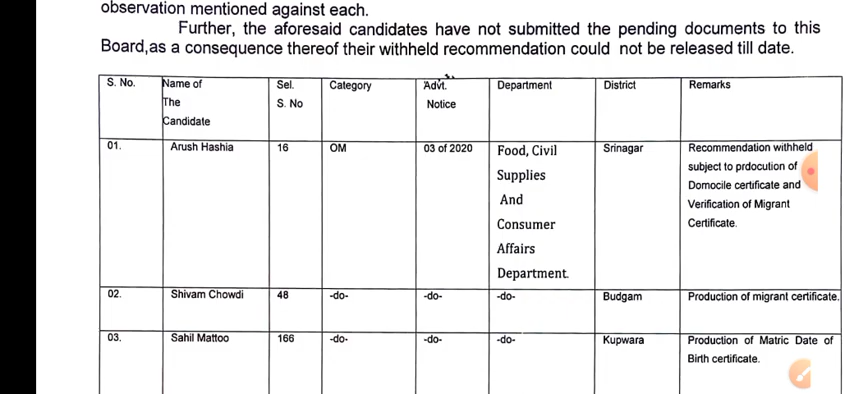 observation mentioned against each.
Further, the aforesaid candidates have not submitted the pending documents to this
Board,as a consequence thereof their withheld recommendation could not be released till date.
S. No. Name of The Candidate Sel. S. No Category Advt. Notice Department District Remarks
01. Arush Hashia 16 OM 03 of 2020 Food, Civil Supplies And Consumer Affairs Department. Srinagar Recommendation withheld subject to prdocution of Domocile certificate and Verification of Migrant Certificate.
02. Shivam Chowdi 48 -do- -do- -do- Budgam Production of migrant certificate.
03. Sahil Mattoo 166 -do- -do- -do- Kupwara Production of Matric Date of Birth certificate.